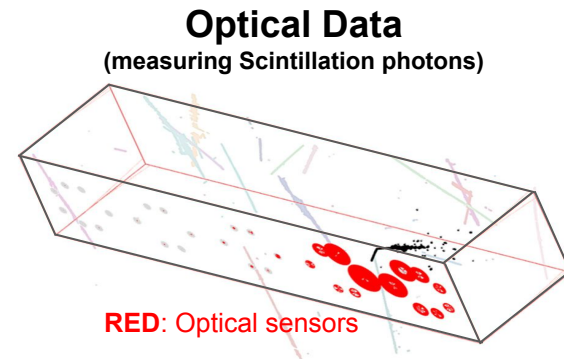 Optical Data
(measuring Scintillation photons)
RED: Optical sensors